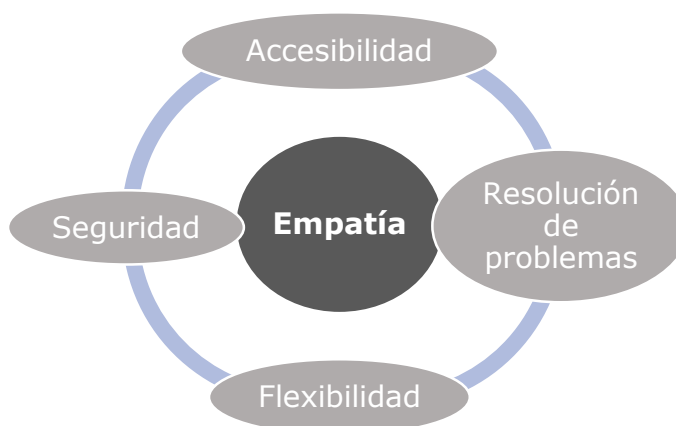 Accesibilidad
Seguridad
Empatía
Resolución
de
problemas
Flexibilidad